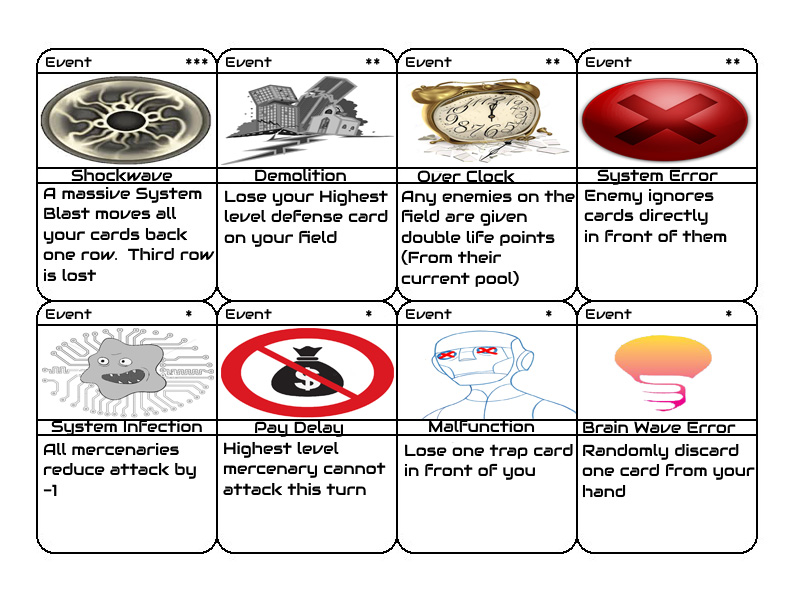 Event ***
Event **
Event **
Event **
Shockwave
Demolition
Over Clock
System Error
A massive System
Blast moves all
your cards back
one row. Third row
is lost
Lose your Highest
level defense card
on your field
Any enemies on the
field are given
double life points
(From their
current pool)
Enemy ignores
cards directly
in front of them
Event *
Event *
Event *
Event *
System Infection
Pay Delay
Malfunction
Brain Wave Error
All mercenaries
reduce attack by
-1
Highest level
mercenary cannot
attack this turn
Lose one trap card
in front of you
Randomly discard
one card from your
hand